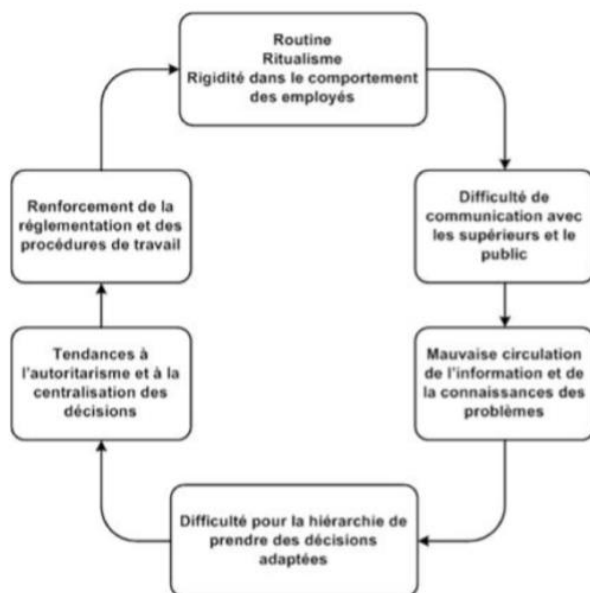 Routine
Ritualisme
Rigidité dans le comportement
des employés
Difficulté de
communication avec
les supérieurs et le
public
Mauvaise circulation
de l'information et de
la connaissances des
problèmes
Difficulté pour la hiérarchie de
prendre des décisions
adaptées
Tendances à
l'autoritarisme et à la
centralisation des
décisions
Renforcement de la
réglementation et des
procédures de travail